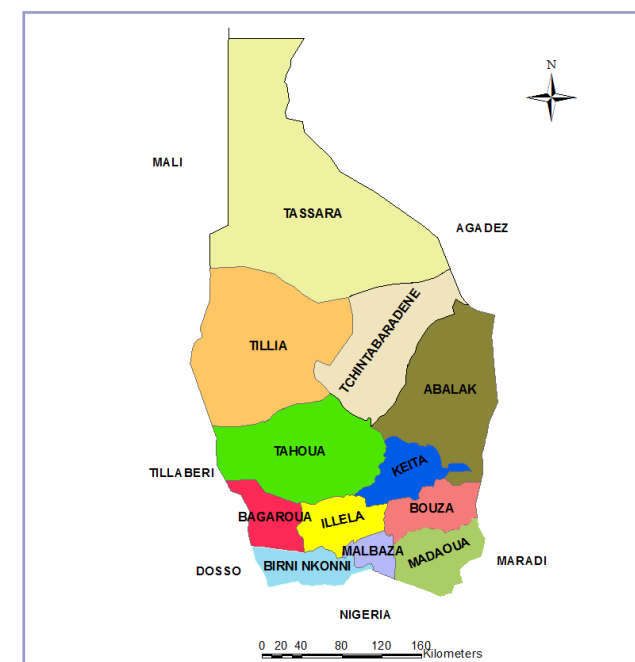 N
MALI
TASSARA
AGADEZ
TCHINTABARADENE
TILLIA
ABALAK
TAHOUA
KEITA
TILLABERI
BAGAROUA
ILLELA
BOUZA
MALBAZA
MADAOUA
MARADI
DOSSO
BIRNI NKONNI
NIGERIA
0 20 40 80 120 160
Kilometers